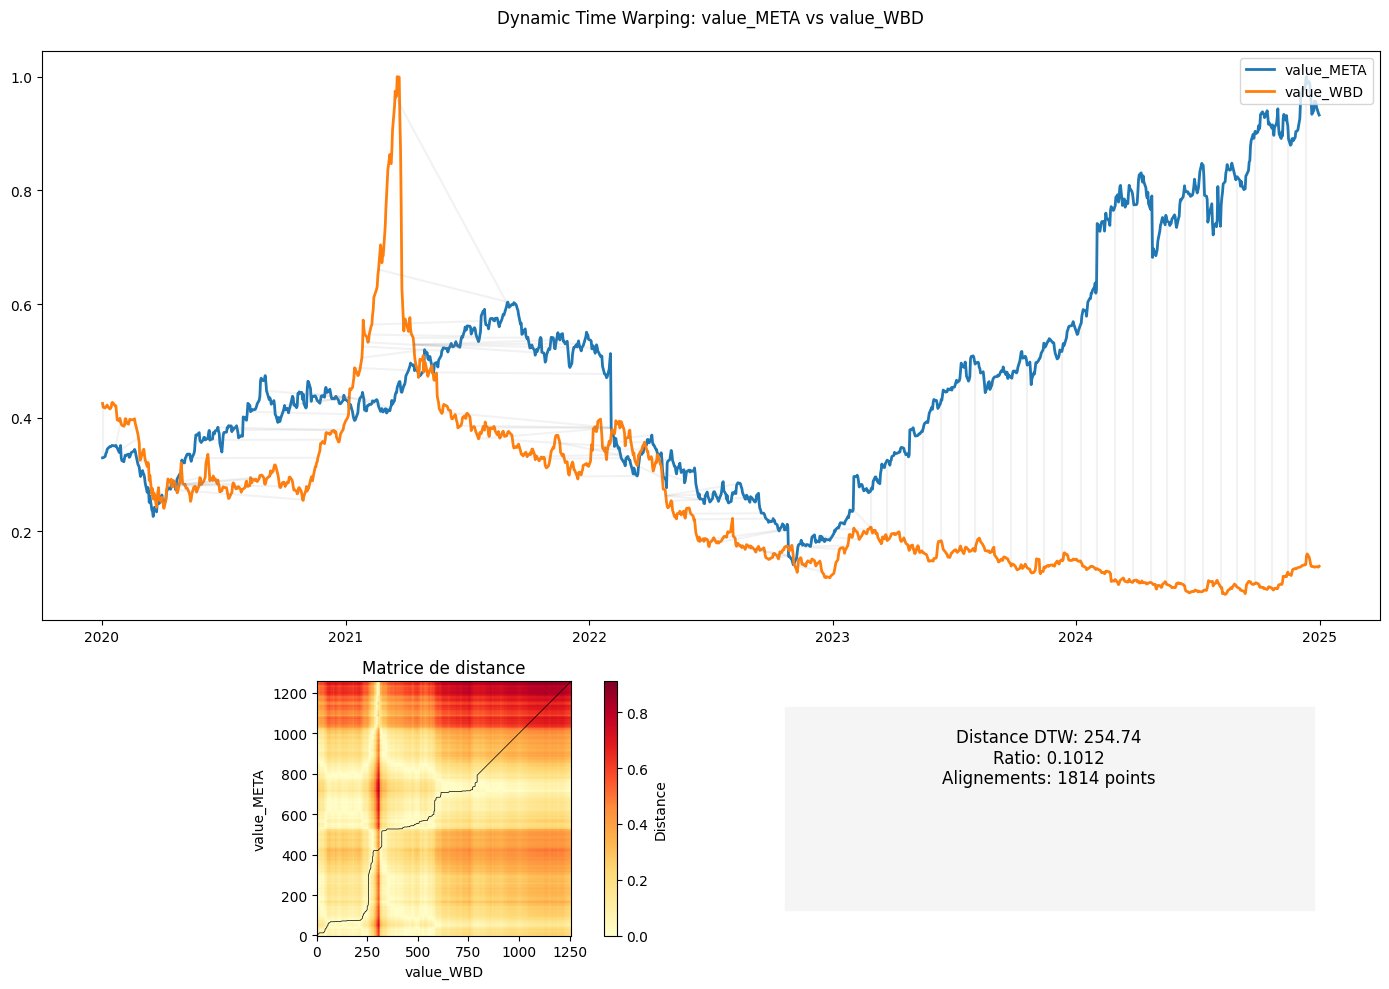 Dynamic Time Warping: value_META vs value_WBD
value_META
value_WBD
1.0
0.8
0.6
0.4
0.2
2020 2021 2022 2023 2024 2025
Matrice de distance
value_META
1200
1000
800
600
400
200
0
0 250 500 750 1000 1250
value_WBD
0.8
0.6
0.4
0.2
0.0
Distance
Distance DTW: 254.74
Ratio: 0.1012
Alignements: 1814 points